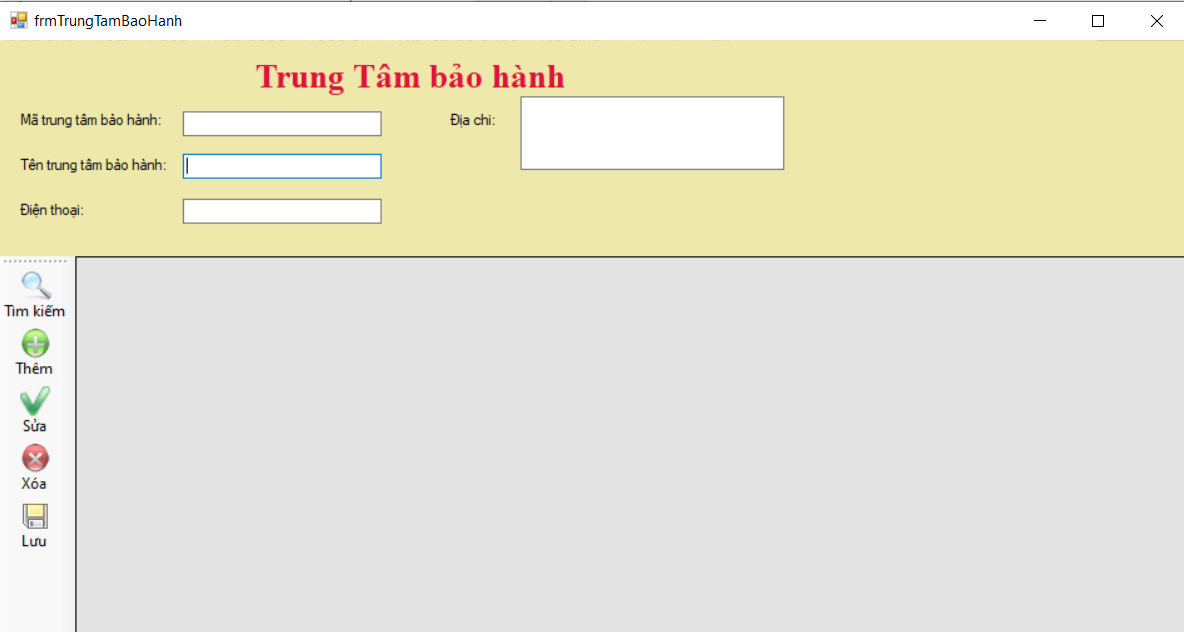 frmTrungTamBaoHanh
Trung Tâm bảo hành
Mã trung tâm bảo hành:
Địa chi:
Tên trung tâm bảo hành:
Điện thoại:
Tìm kiếm
Thêm
Sửa
Xóa
Lưu